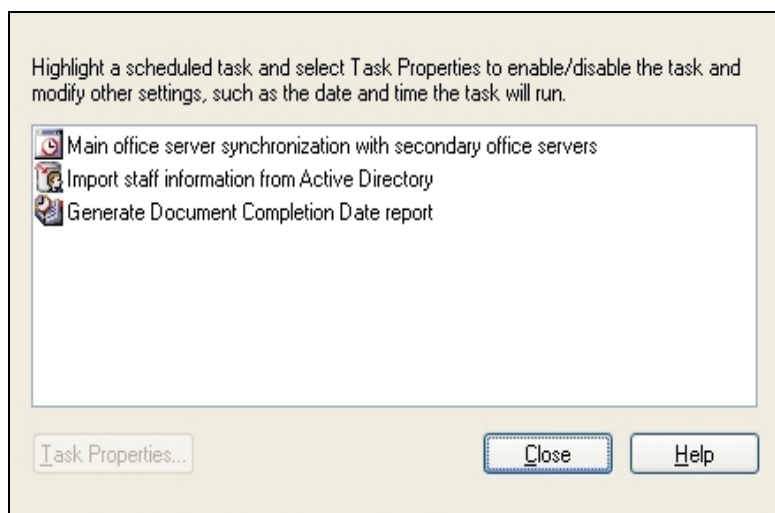 Highlight a scheduled task and select Task Properties to enable/disable the task and
modify other settings, such as the date and time the task will run.
Main office server synchronization with secondary office servers
Import staff information from Active Directory
Generate Document Completion Date report
Task Properties... Close Help